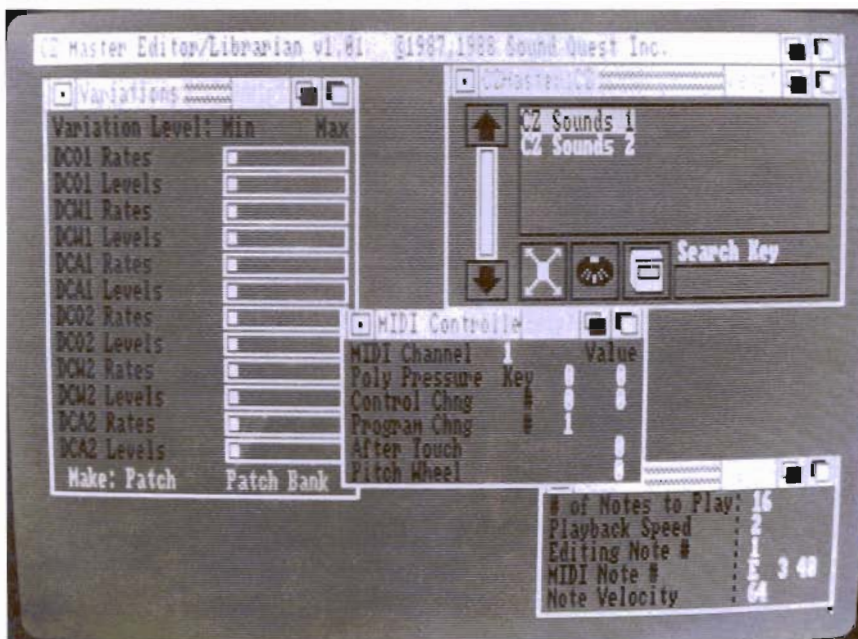 CZ Master Editor/Librarian v1.01 ©1987,1988 Sound Quest Inc.
Variations
Variation Level: Min Max
DCO1 Rates
DCO1 Levels
DCW1 Rates
DCW1 Levels
DCA1 Rates
DCA1 Levels
DCO2 Rates
DCO2 Levels
DCW2 Rates
DCW2 Levels
DCA2 Rates
DCA2 Levels
Make: Patch Patch Bank
CZ Sounds 1
CZ Sounds 2
Search Key
MIDI Controlle
MIDI Channel 1 Value
Poly Pressure Key 0 0
Control Chng # 0 0
Program Chng # 1
After Touch 0
Pitch Wheel 0
# of Notes to Play: 16
Playback Speed : 2
Editing Note # : 1
MIDI Note # : E 3 40
Note Velocity : 64